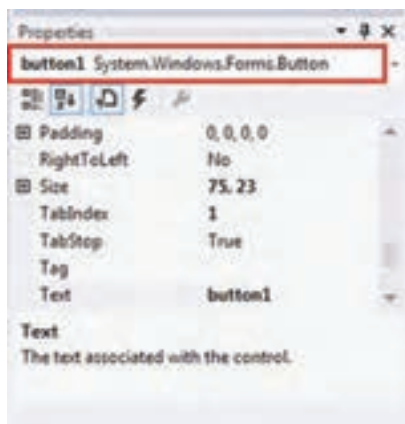 Properties
button1 System.Windows.Forms.Button
Padding 0, 0, 0, 0
RightToLeft No
Size 75, 23
TabIndex 1
TabStop True
Tag
Text button1
Text
The text associated with the control.